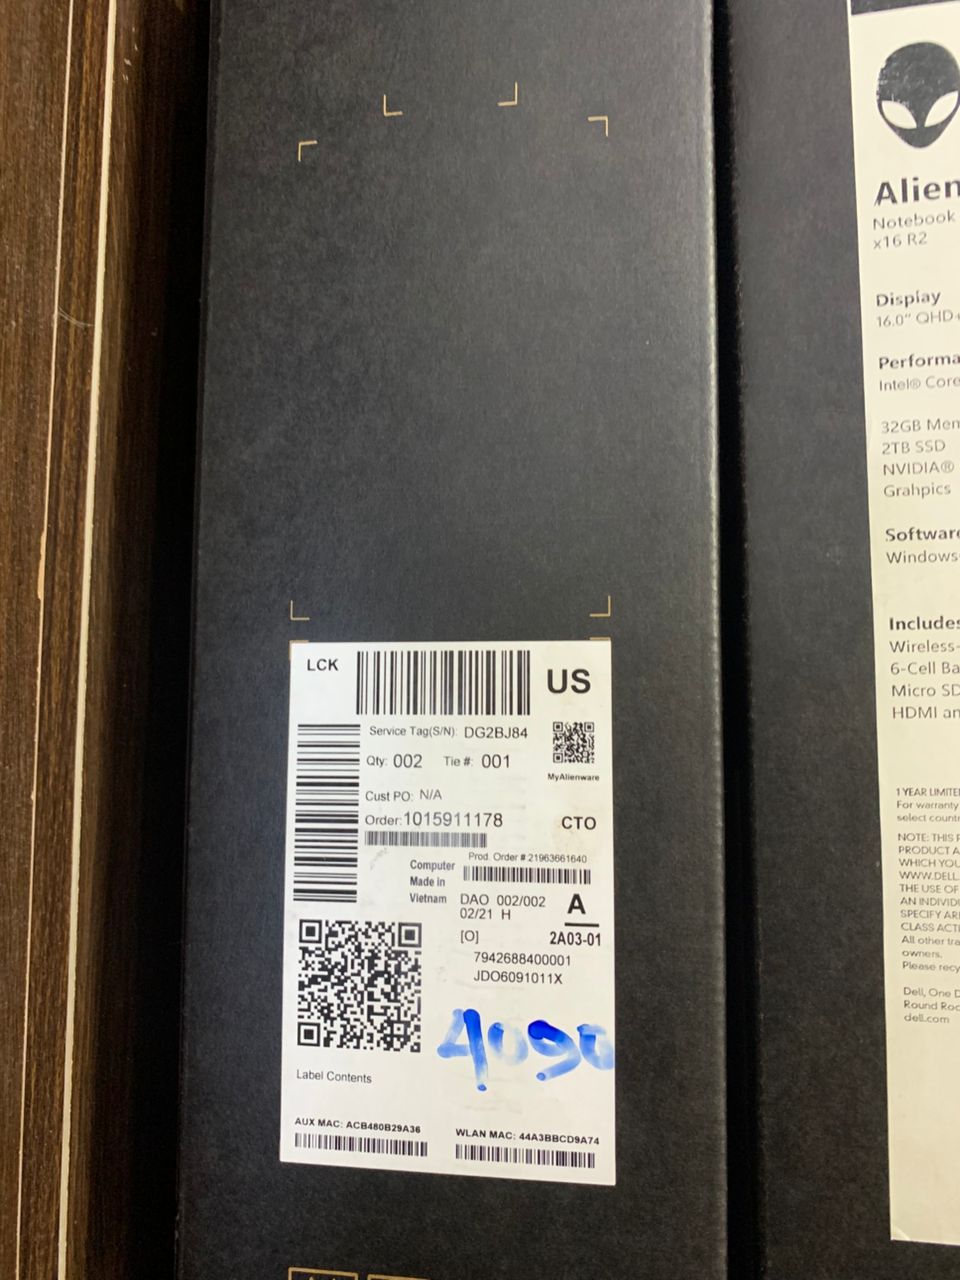 LCK
US
Service Tag(S/N): DG2BJ84
Qty: 002 Tie #: 001
MyAlienware
Cust PO: N/A
Order:1015911178
CTO
Prod. Order #:21963661640
Computer
Made in
Vietnam
DAO 002/002
02/21 H
A
[O]
2A03-01
7942688400001
JDO6091011X
4090
Label Contents
AUX MAC: ACB480B29A36
WLAN MAC: 44A3BBCD9A74
Alien
Notebook
x16 R2
Display
16.0" QHD+
Performa
Intel® Core
32GB Mem
2TB SSD
NVIDIA®
Grahpics
Software
Windows
Includes
Wireless-
6-Cell Ba
Micro SD
HDMI an
1 YEAR LIMITE
For warranty
select count
NOTE: THIS P
PRODUCT A
WHICH YOU
WWW.DELL.
THE USE OF
AN INDIVIDU
SPECIFY AR
CLASS ACTI
All other tra
owners.
Please recy
Dell, One D
Round Roc
dell.com